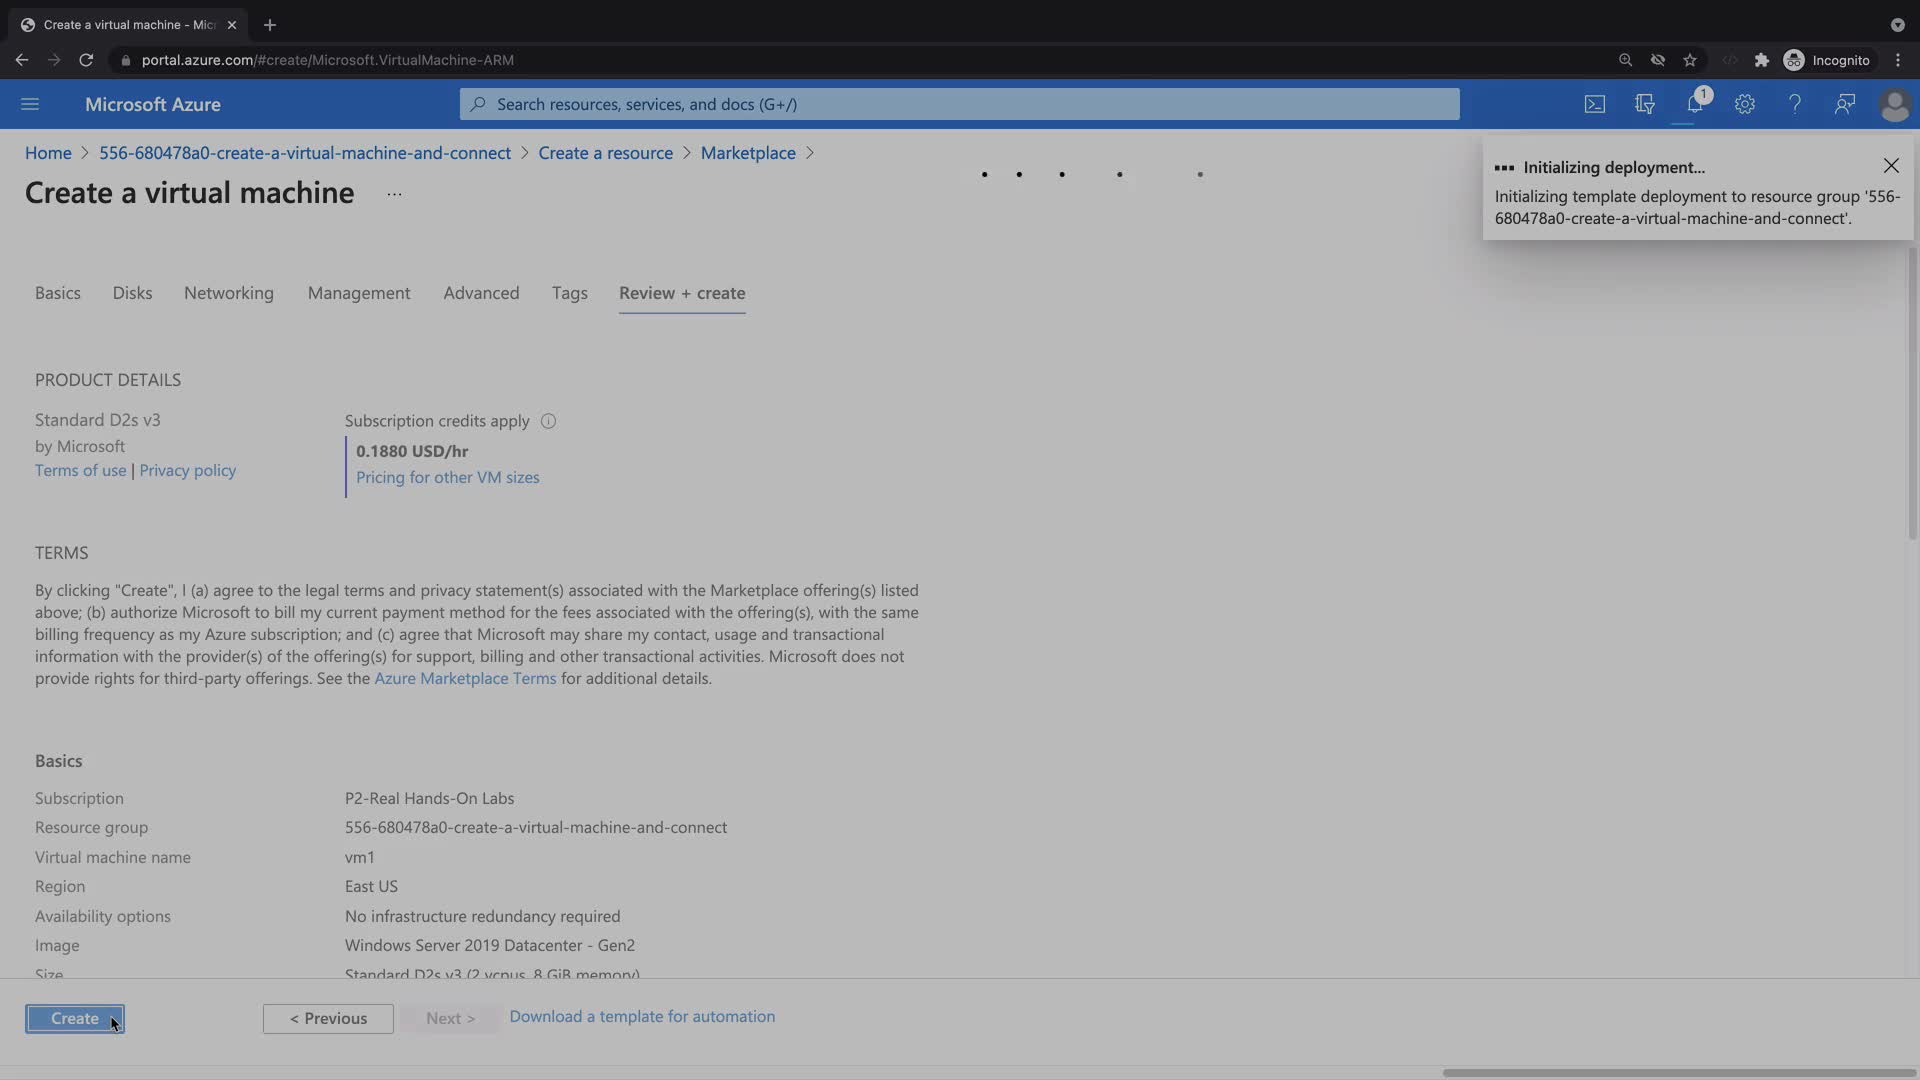 Create a virtual machine - Mic
portal.azure.com/#create/Microsoft.VirtualMachine-ARM
Incognito
Microsoft Azure
Search resources, services, and docs (G+/)
1
Home > 556-680478a0-create-a-virtual-machine-and-connect > Create a resource > Marketplace >
Create a virtual machine ...
Initializing deployment...
Initializing template deployment to resource group '556-
680478a0-create-a-virtual-machine-and-connect'.
Basics Disks Networking Management Advanced Tags Review + create
PRODUCT DETAILS
Standard D2s v3
by Microsoft
Terms of use | Privacy policy
Subscription credits apply
0.1880 USD/hr
Pricing for other VM sizes
TERMS
By clicking "Create", I (a) agree to the legal terms and privacy statement(s) associated with the Marketplace offering(s) listed
above; (b) authorize Microsoft to bill my current payment method for the fees associated with the offering(s), with the same
billing frequency as my Azure subscription; and (c) agree that Microsoft may share my contact, usage and transactional
information with the provider(s) of the offering(s) for support, billing and other transactional activities. Microsoft does not
provide rights for third-party offerings. See the Azure Marketplace Terms for additional details.
Basics
Subscription P2-Real Hands-On Labs
Resource group 556-680478a0-create-a-virtual-machine-and-connect
Virtual machine name vm1
Region East US
Availability options No infrastructure redundancy required
Image Windows Server 2019 Datacenter - Gen2
Size Standard D2s v3 (2 vcpus, 8 GiB memory)
Create < Previous Next > Download a template for automation